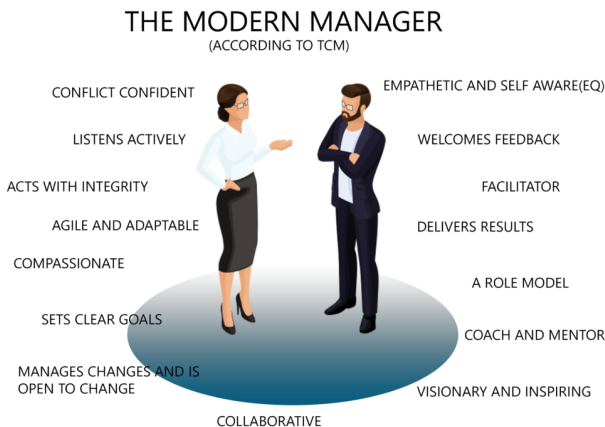 THE MODERN MANAGER
(ACCORDING TO TCM)
CONFLICT CONFIDENT
EMPATHETIC AND SELF AWARE(EQ)
LISTENS ACTIVELY
WELCOMES FEEDBACK
ACTS WITH INTEGRITY
FACILITATOR
AGILE AND ADAPTABLE
DELIVERS RESULTS
COMPASSIONATE
A ROLE MODEL
SETS CLEAR GOALS
COACH AND MENTOR
MANAGES CHANGES AND IS
OPEN TO CHANGE
VISIONARY AND INSPIRING
COLLABORATIVE